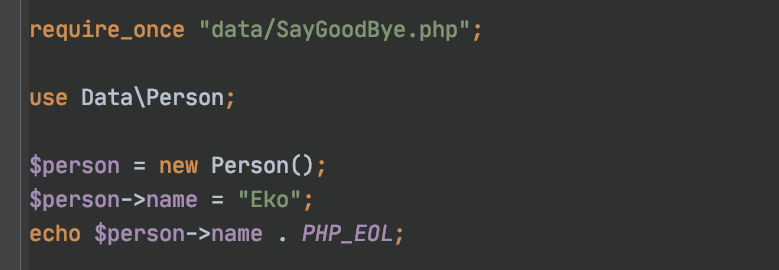 require_once "data/SayGoodBye.php";
use Data\Person;
$person = new Person();
$person->name = "Eko";
echo $person->name . PHP_EOL;